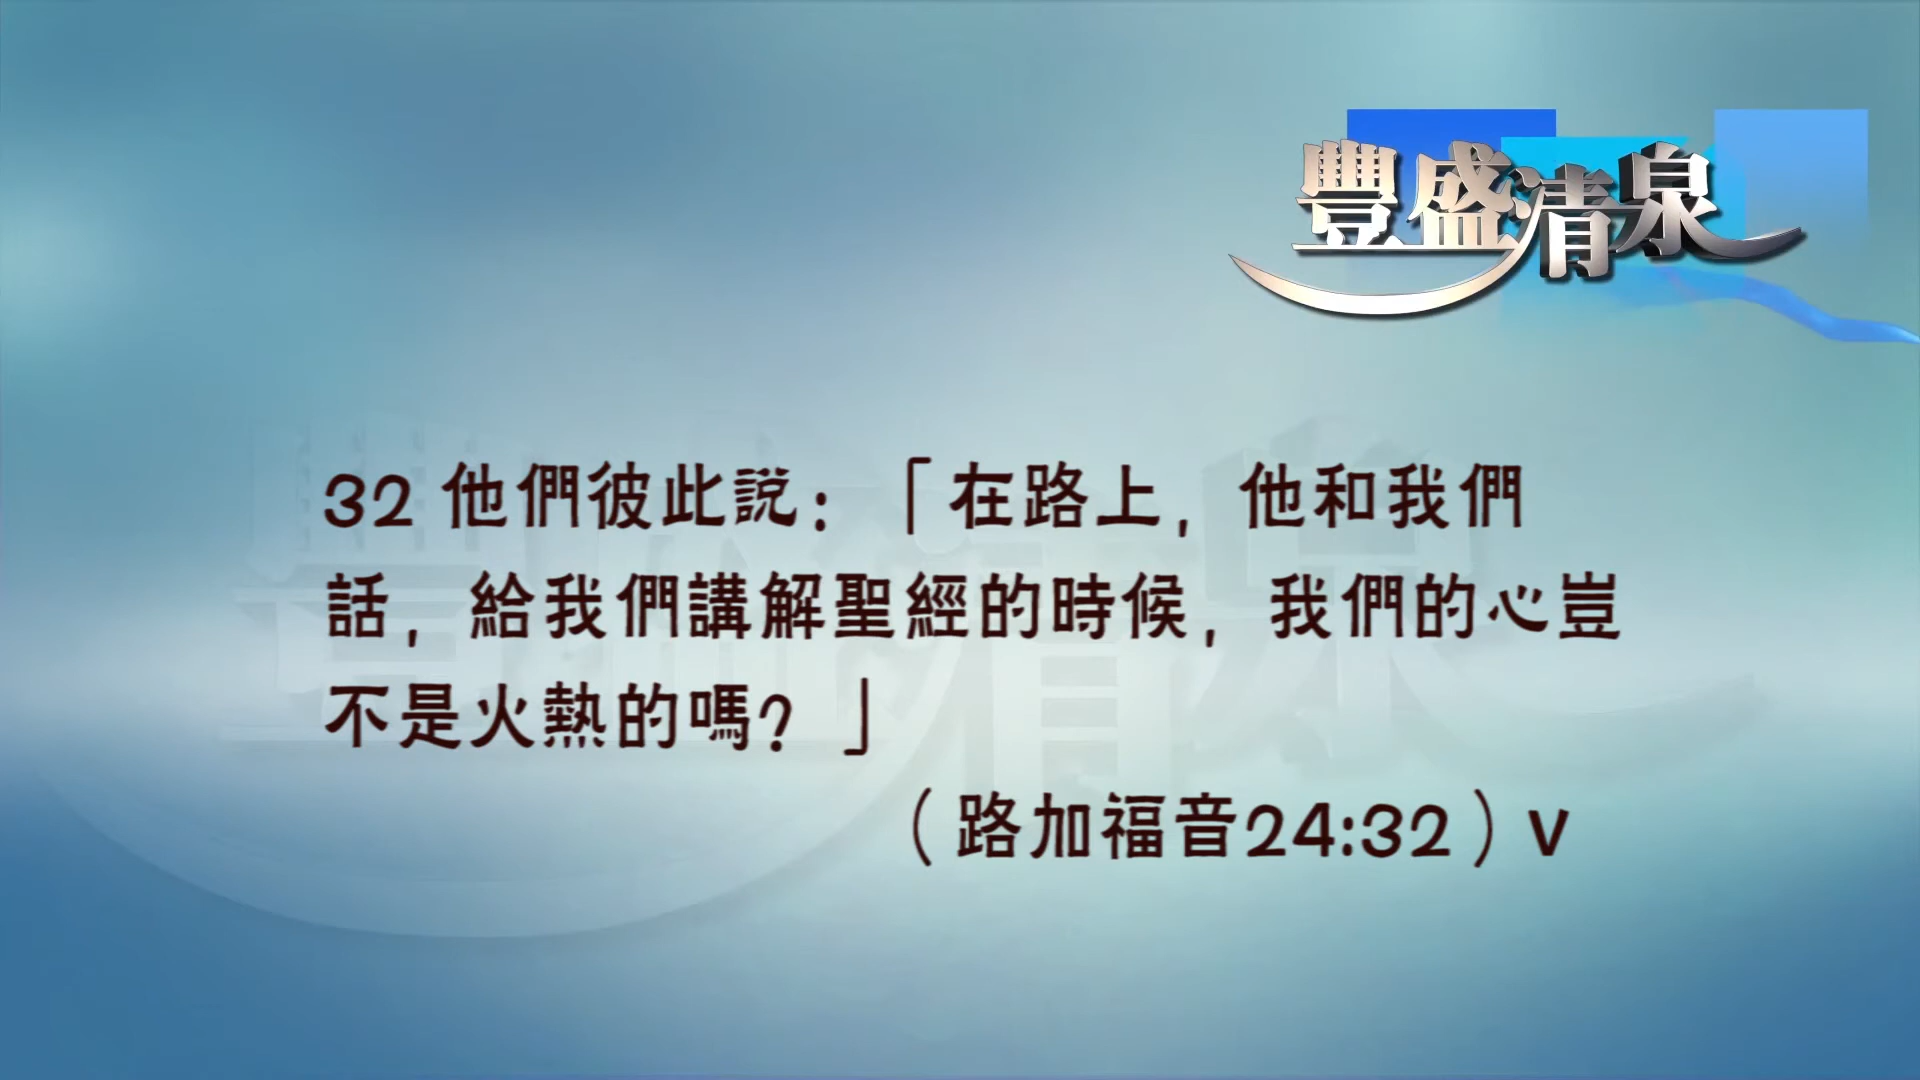 豐盛清泉
32 他們彼此說：「在路上，他和我們
話，給我們講解聖經的時候，我們的心豈
不是火熱的嗎？」
（路加福音24:32）V